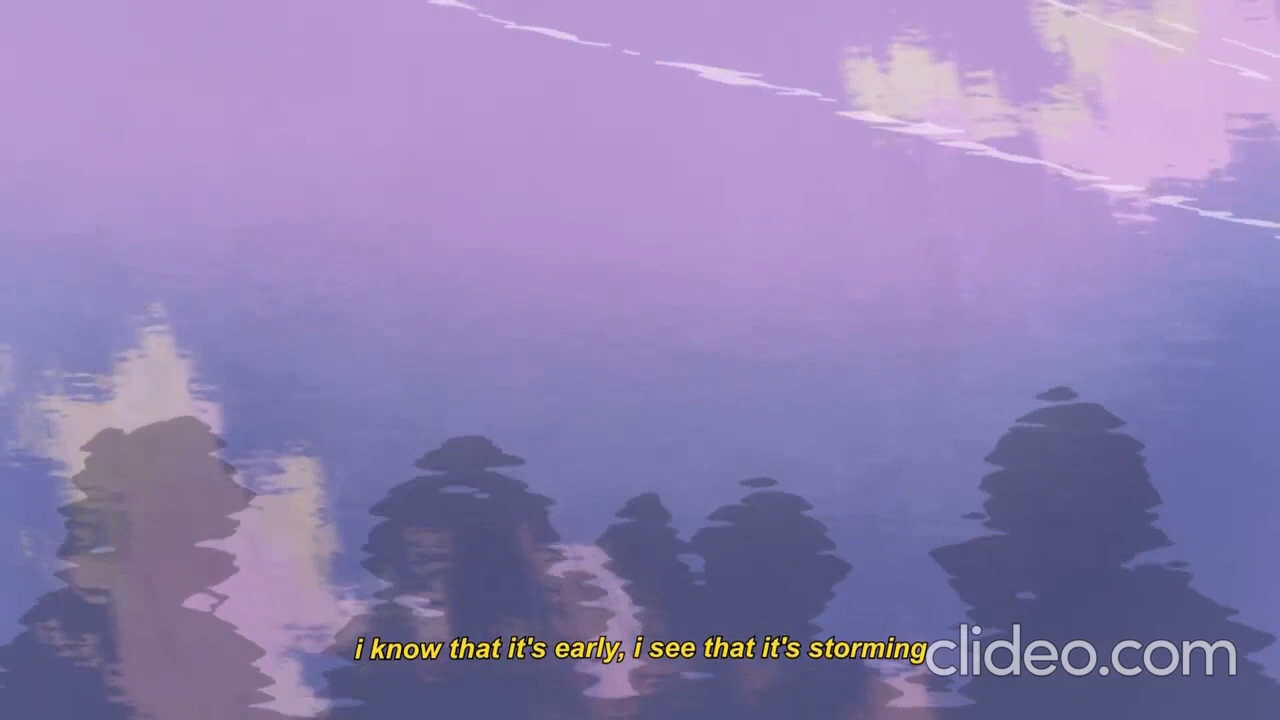 i know that it's early, i see that it's storming
clideo.com